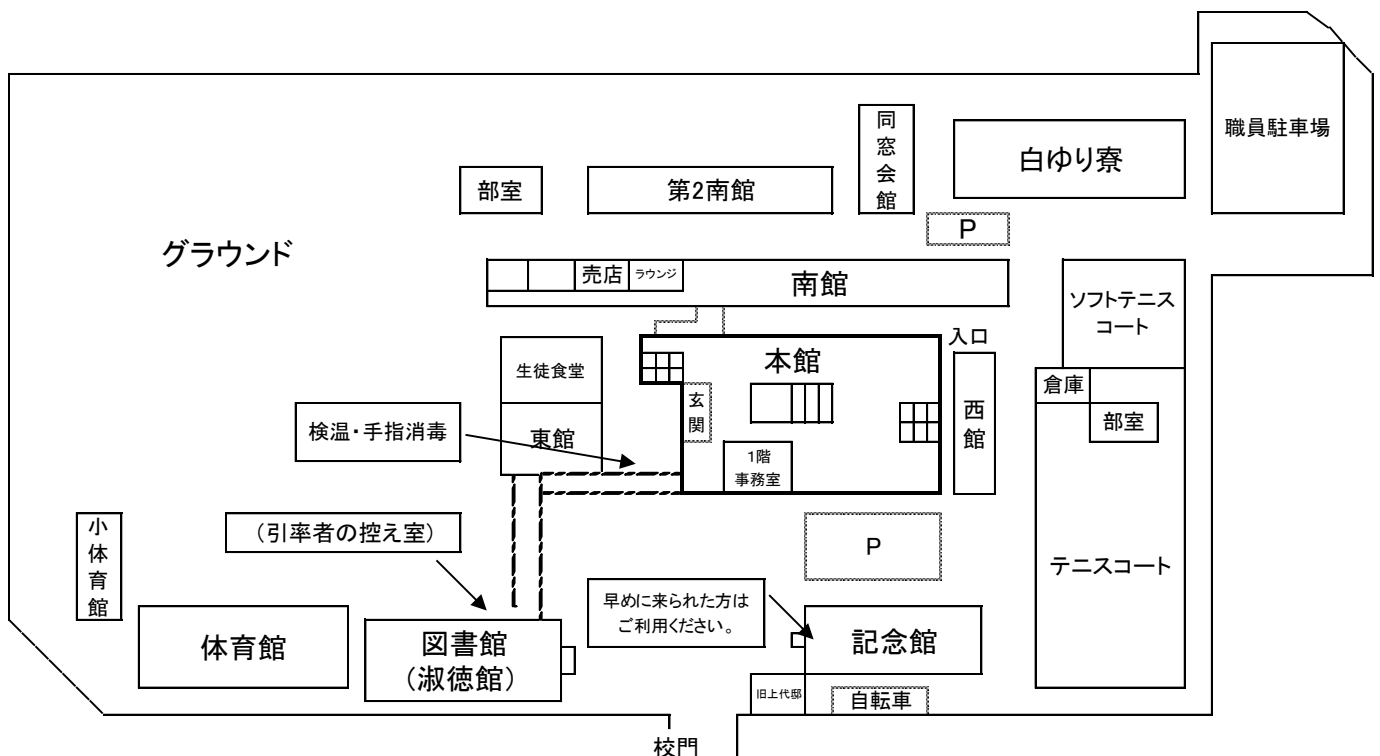 職員駐車場
同窓会館
白ゆり寮
部室
第2南館
P
グラウンド
売店
ラウンジ
南館
ソフトテニス
コート
入口
本館
生徒食堂
倉庫
玄関
西館
部室
検温・手指消毒
東館
1階
事務室
小体育館
(引率者の控え室)
P
テニスコート
早めに来られた方は
ご利用ください。
体育館
図書館
(淑徳館)
記念館
旧上代邸
自転車
校門